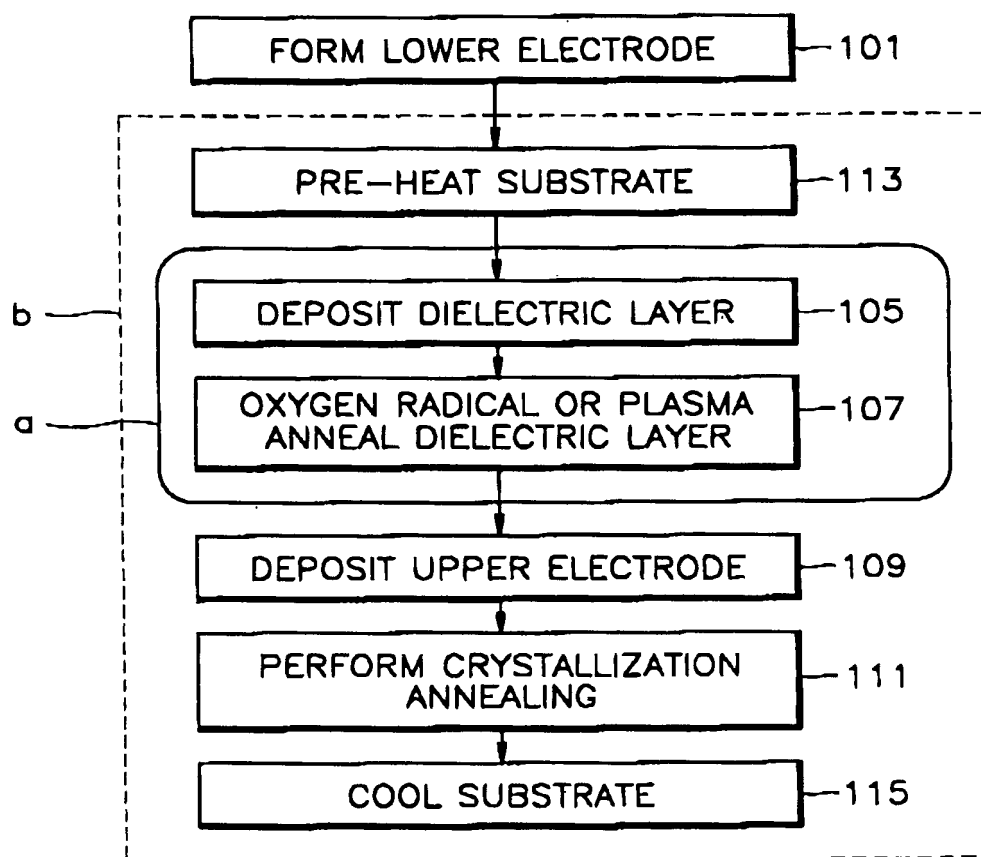 FORM LOWER ELECTRODE 101
PRE-HEAT SUBSTRATE 113
DEPOSIT DIELECTRIC LAYER 105
b
OXYGEN RADICAL OR PLASMA
ANNEAL DIELECTRIC LAYER 107
a
DEPOSIT UPPER ELECTRODE 109
PERFORM CRYSTALLIZATION
ANNEALING 111
COOL SUBSTRATE 115